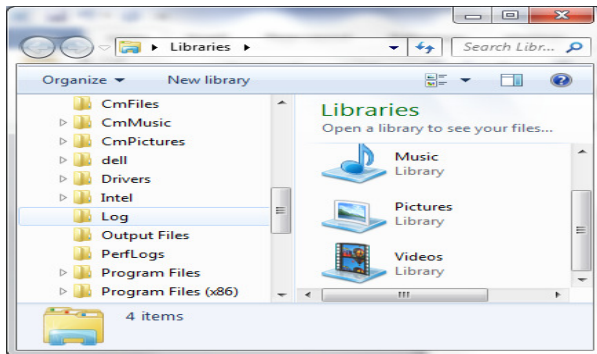 Libraries
Search Libr...
Organize
New library
CmFiles
CmMusic
CmPictures
dell
Drivers
Intel
Log
Output Files
PerfLogs
Program Files
Program Files (x86)
Libraries
Open a library to see your files...
Music
Library
Pictures
Library
Videos
Library
4 items